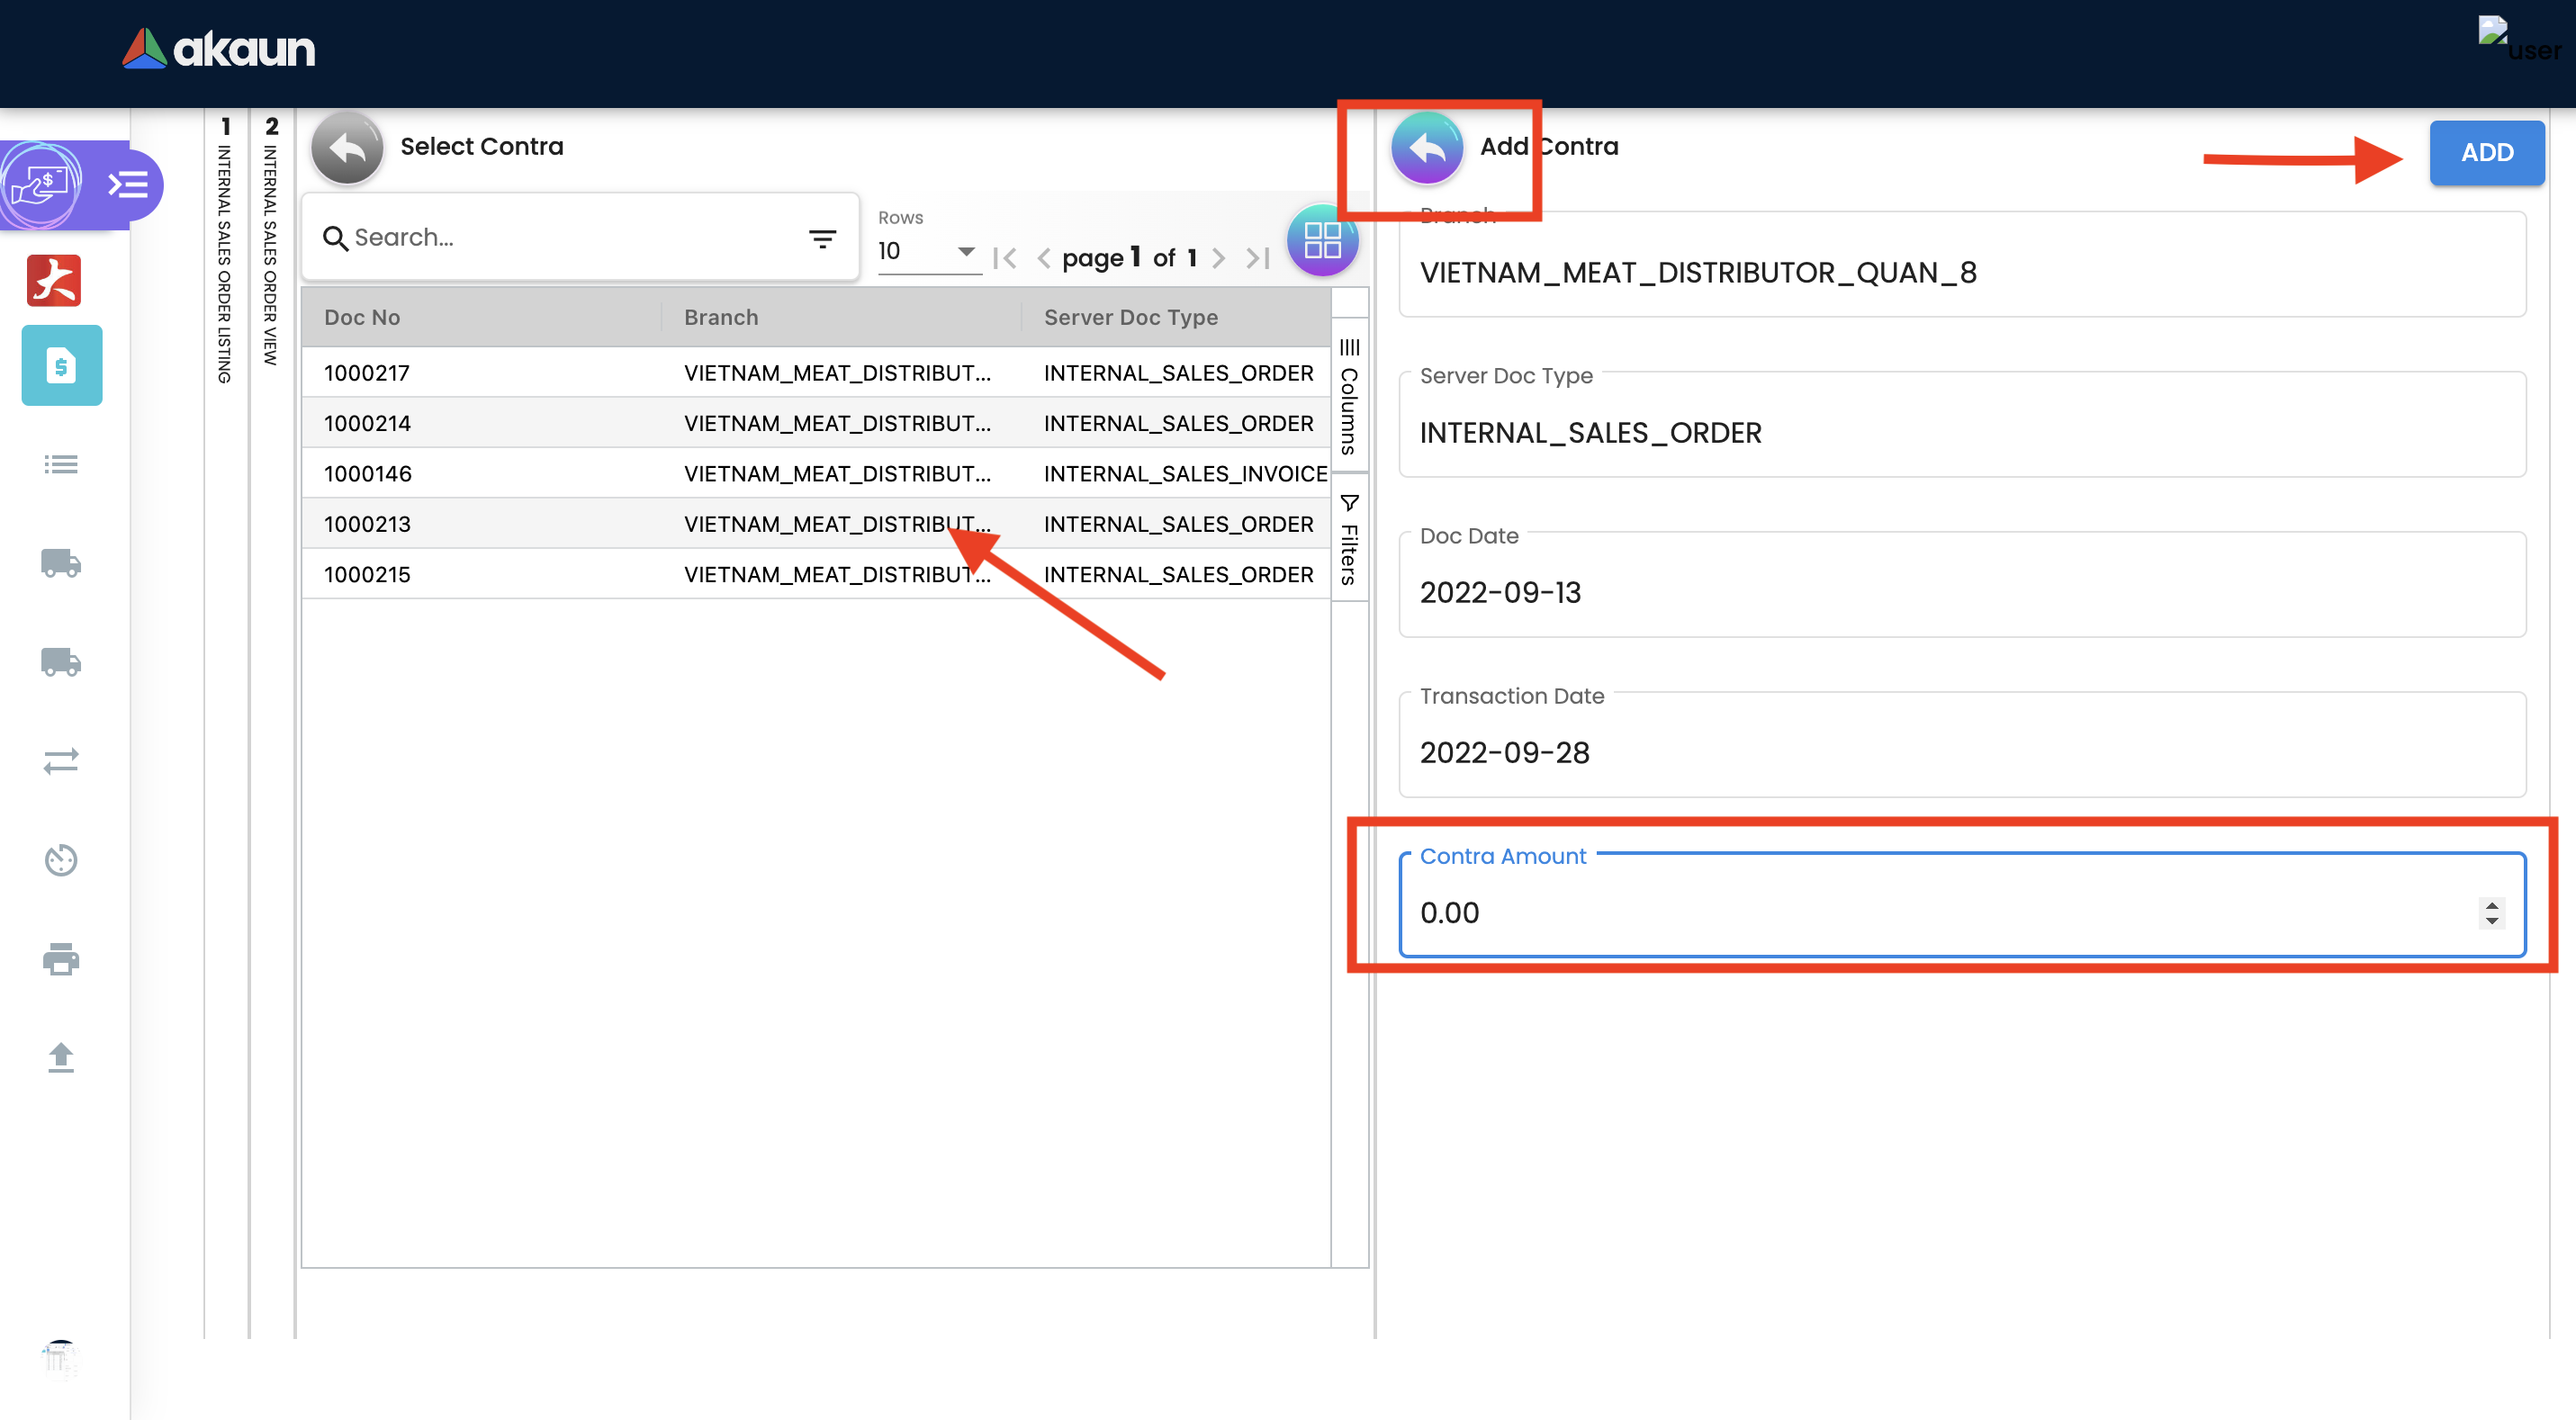 akaun
user
1 INTERNAL SALES ORDER LISTING
2 INTERNAL SALES ORDER VIEW
Select Contra
Search...
Rows
10
page 1 of 1
Doc No Branch Server Doc Type
1000217 VIETNAM_MEAT_DISTRIBUT... INTERNAL_SALES_ORDER
1000214 VIETNAM_MEAT_DISTRIBUT... INTERNAL_SALES_ORDER
1000146 VIETNAM_MEAT_DISTRIBUT... INTERNAL_SALES_INVOICE
1000213 VIETNAM_MEAT_DISTRIBUT... INTERNAL_SALES_ORDER
1000215 VIETNAM_MEAT_DISTRIBUT... INTERNAL_SALES_ORDER
Columns
Filters
Add Contra
ADD
Branch
VIETNAM_MEAT_DISTRIBUTOR_QUAN_8
Server Doc Type
INTERNAL_SALES_ORDER
Doc Date
2022-09-13
Transaction Date
2022-09-28
Contra Amount
0.00